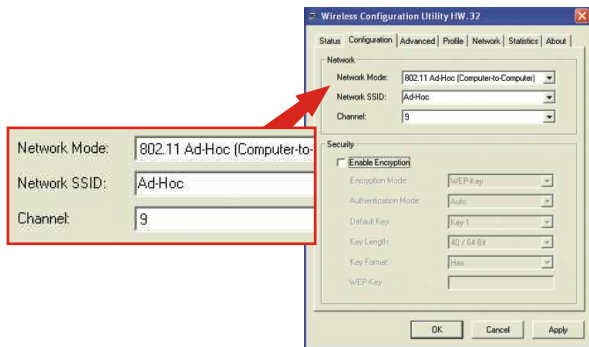 Wireless Configuration Utility HW.32
Status Configuration Advanced Profile Network Statistics About
Network
Network Mode: 802.11 Ad-Hoc (Computer-to-Computer)
Network SSID: Ad-Hoc
Channel: 9
Network Mode: 802.11 Ad-Hoc (Computer-to-
Network SSID: Ad-Hoc
Channel: 9
Security
Enable Encryption
Encryption Mode: WEP-Key
Authentication Mode: Auto
Default Key: Key 1
Key Length: 40 / 64 Bit
Key Format: Hex
WEP Key
OK Cancel Apply